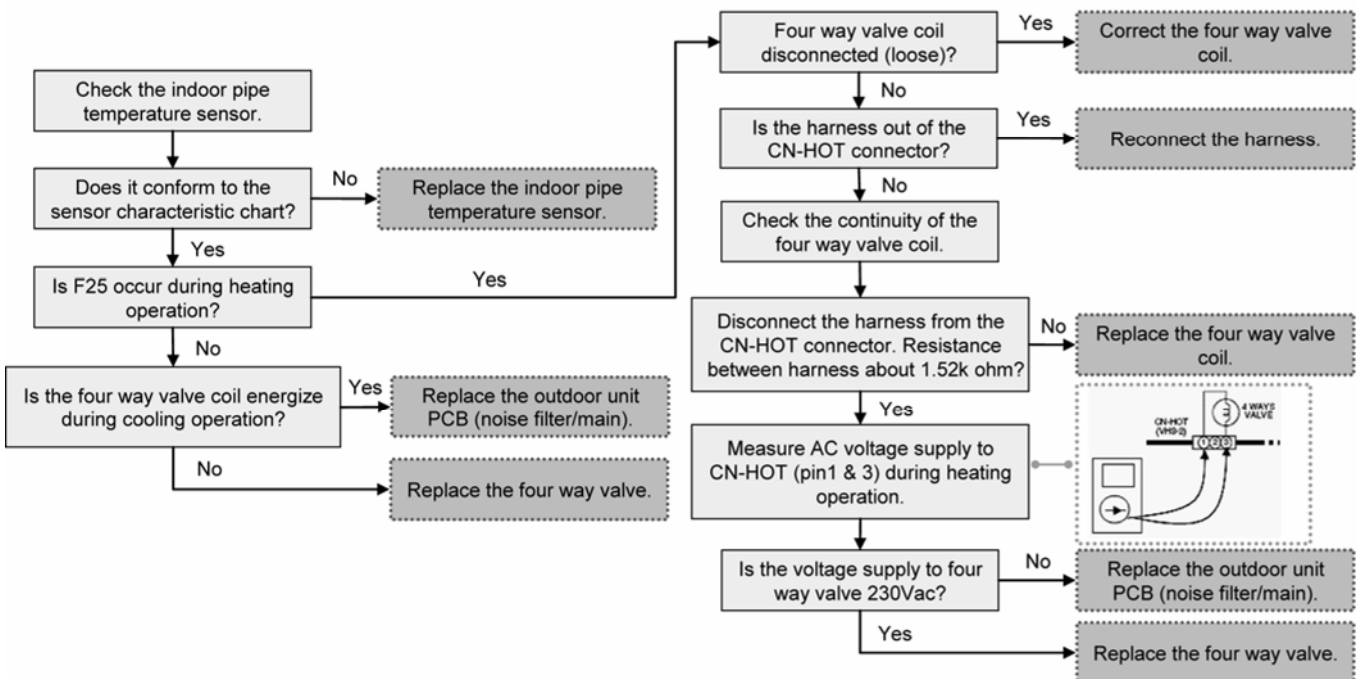 Check the indoor pipe
temperature sensor.
Does it conform to the
sensor characteristic chart?
No
Replace the indoor pipe
temperature sensor.
Yes
Is F25 occur during heating
operation?
Yes
No
Is the four way valve coil energize
during cooling operation?
Yes
Replace the outdoor unit
PCB (noise filter/main).
No
Replace the four way valve.
Four way valve coil
disconnected (loose)?
Yes
Correct the four way valve
coil.
No
Is the harness out of the
CN-HOT connector?
Yes
Reconnect the harness.
No
Check the continuity of the
four way valve coil.
Disconnect the harness from the
CN-HOT connector. Resistance
between harness about 1.52k ohm?
No
Replace the four way valve
coil.
Yes
Measure AC voltage supply to
CN-HOT (pin1 & 3) during heating
operation.
4 WAYS
VALVE
CN-HOT
1 2 3
Is the voltage supply to four
way valve 230Vac?
No
Replace the outdoor unit
PCB (noise filter/main).
Yes
Replace the four way valve.